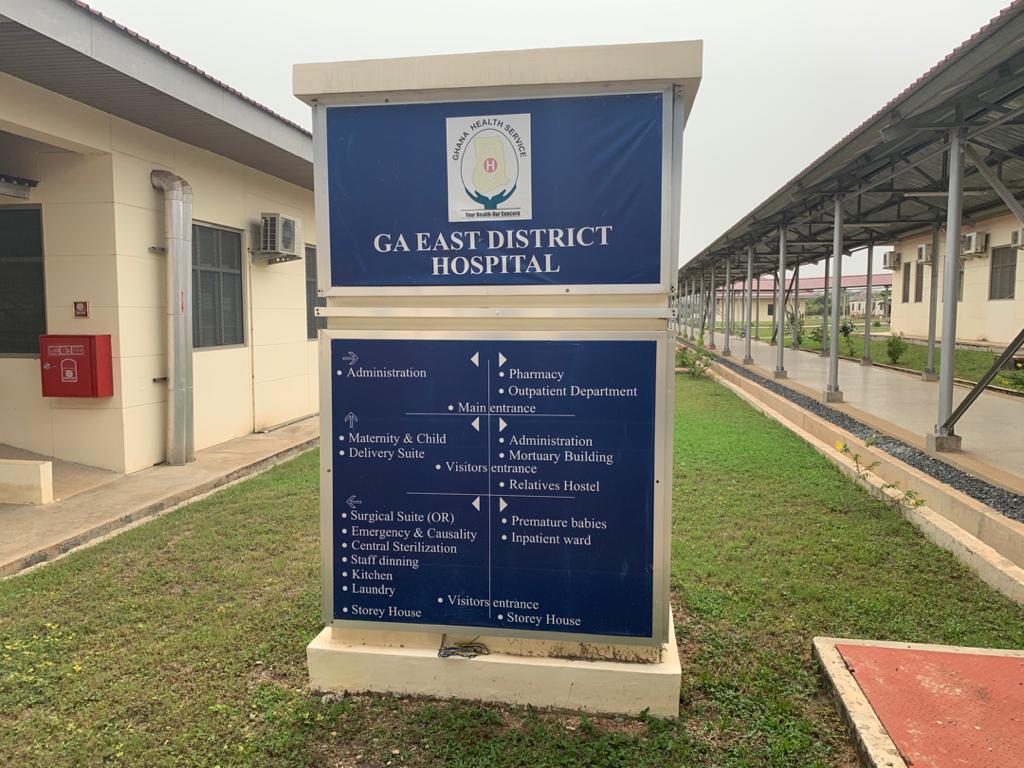 GHANA HEALTH SERVICE
H
Your Health-Our Concern
GA EAST DISTRICT
HOSPITAL
Administration
Pharmacy
Outpatient Department
Main entrance
Maternity & Child
Delivery Suite
Administration
Mortuary Building
Visitors entrance
Relatives Hostel
Surgical Suite (OR)
Emergency & Causality
Central Sterilization
Staff dinning
Kitchen
Laundry
Premature babies
Inpatient ward
Visitors entrance
Storey House
Storey House